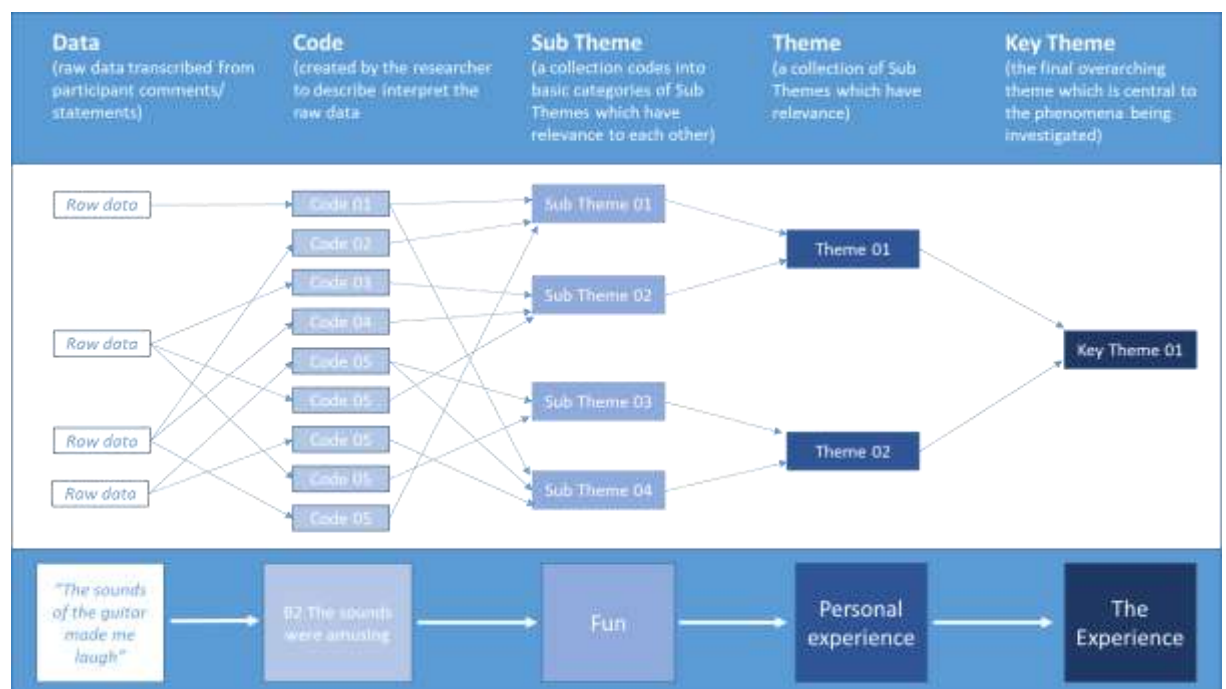 Data
(raw data transcribed from
participant comments/
statements)
Code
(created by the researcher
to describe interpret the
raw data
Sub Theme
(a collection codes into
basic categories of Sub
Themes which have
relevance to each other)
Theme
(a collection of Sub
Themes which have
relevance)
Key Theme
(the final overarching
theme which is central to
the phenomena being
investigated)
Raw data
Raw data
Raw data
Raw data
Code 01
Code 02
Code 03
Code 04
Code 05
Code 05
Code 05
Code 05
Code 05
Sub Theme 01
Sub Theme 02
Sub Theme 03
Sub Theme 04
Theme 01
Theme 02
Key Theme 01
"The sounds
of the guitar
made me
laugh"
B2.The sounds
were amusing
Fun
Personal
experience
The
Experience